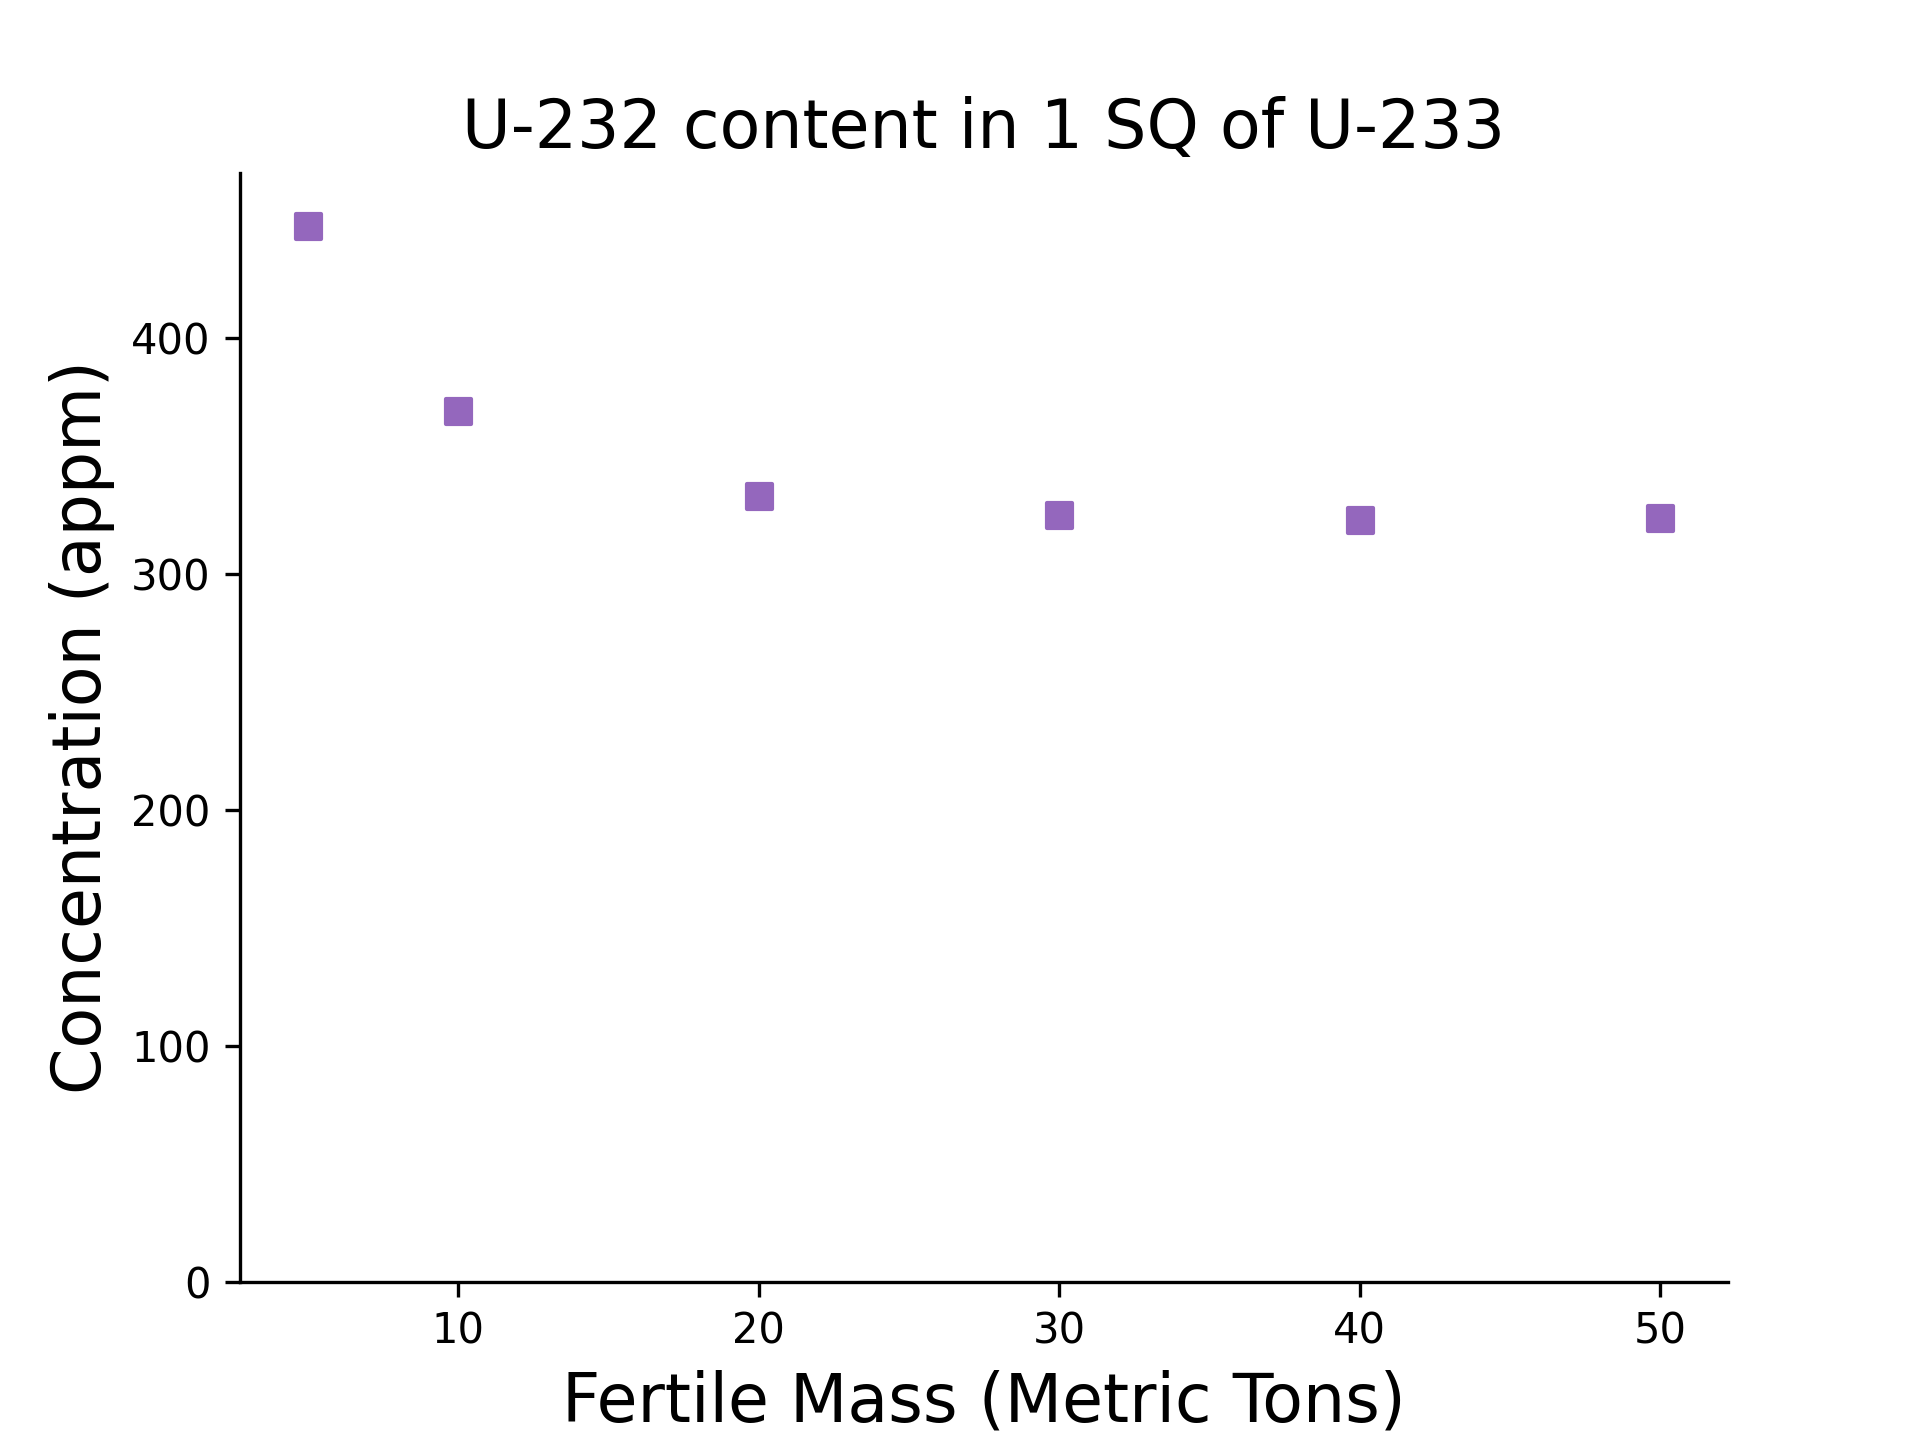 U-232 content in 1 SQ of U-233
Concentration (appm)
400
300
200
100
0
10 20 30 40 50
Fertile Mass (Metric Tons)